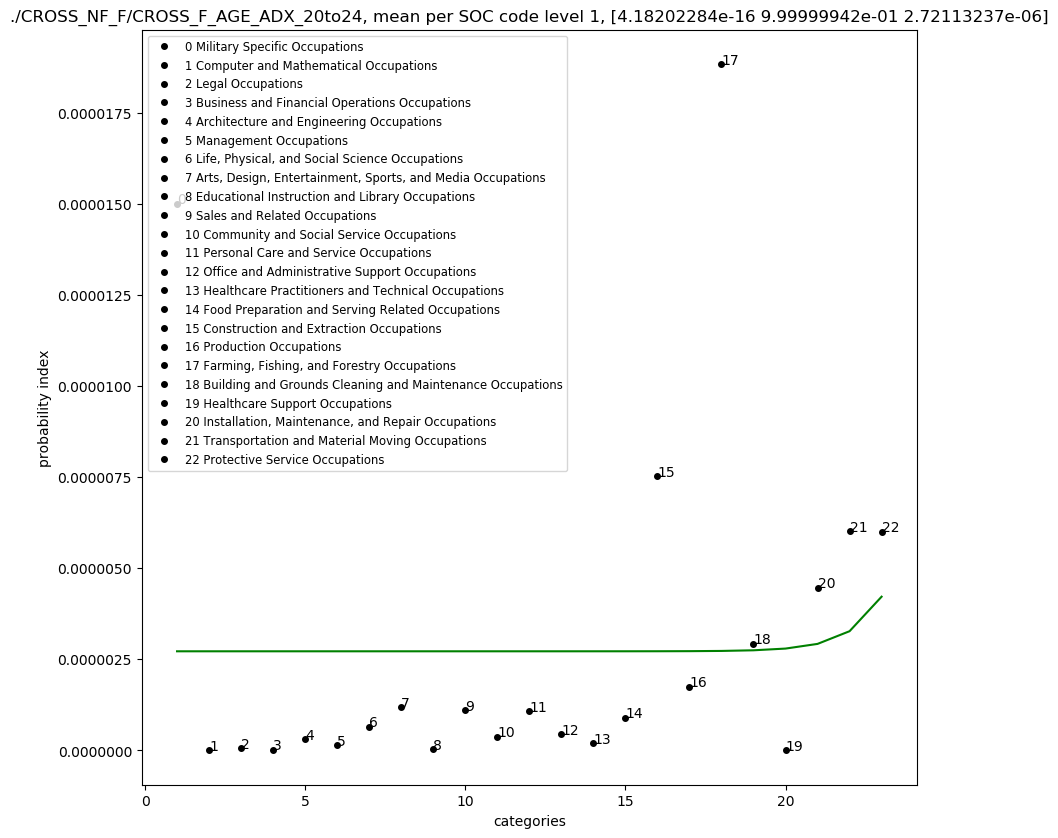 ./CROSS_NF_F/CROSS_F_AGE_ADX_20to24, mean per SOC code level 1, [4.18202284e-16 9.99999942e-01 2.72113237e-06]
0 Military Specific Occupations
1 Computer and Mathematical Occupations
2 Legal Occupations
3 Business and Financial Operations Occupations
4 Architecture and Engineering Occupations
5 Management Occupations
6 Life, Physical, and Social Science Occupations
7 Arts, Design, Entertainment, Sports, and Media Occupations
8 Educational Instruction and Library Occupations
9 Sales and Related Occupations
10 Community and Social Service Occupations
11 Personal Care and Service Occupations
12 Office and Administrative Support Occupations
13 Healthcare Practitioners and Technical Occupations
14 Food Preparation and Serving Related Occupations
15 Construction and Extraction Occupations
16 Production Occupations
17 Farming, Fishing, and Forestry Occupations
18 Building and Grounds Cleaning and Maintenance Occupations
19 Healthcare Support Occupations
20 Installation, Maintenance, and Repair Occupations
21 Transportation and Material Moving Occupations
22 Protective Service Occupations
0.0000175
0.0000150
0.0000125
0.0000100
0.0000075
0.0000050
0.0000025
0.0000000
probability index
0
1
2
3
4
5
6
7
8
9
10
11
12
13
14
15
16
17
18
19
20
21
22
0
5
10
15
20
categories